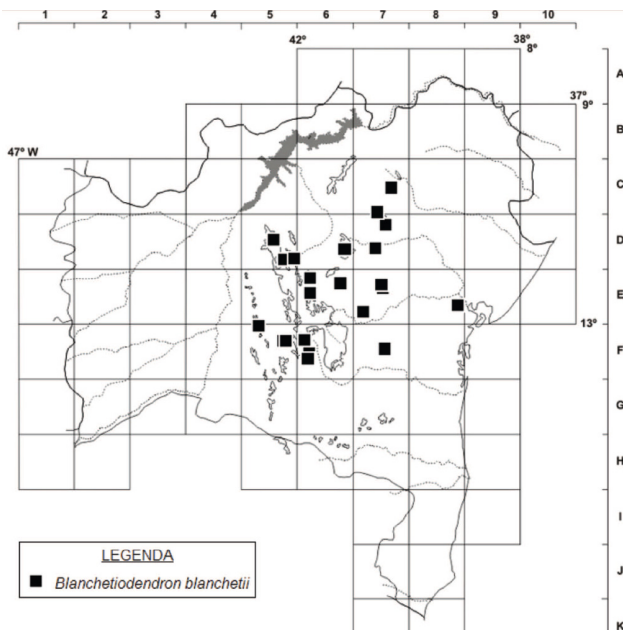 1 2 3 4 5 6 7 8 9 10
42° 38°
8°
A
37°
9°
B
47° W
C
D
E
13°
F
G
H
I
LEGENDA
J
Blanchetiodendron blanchetii
K